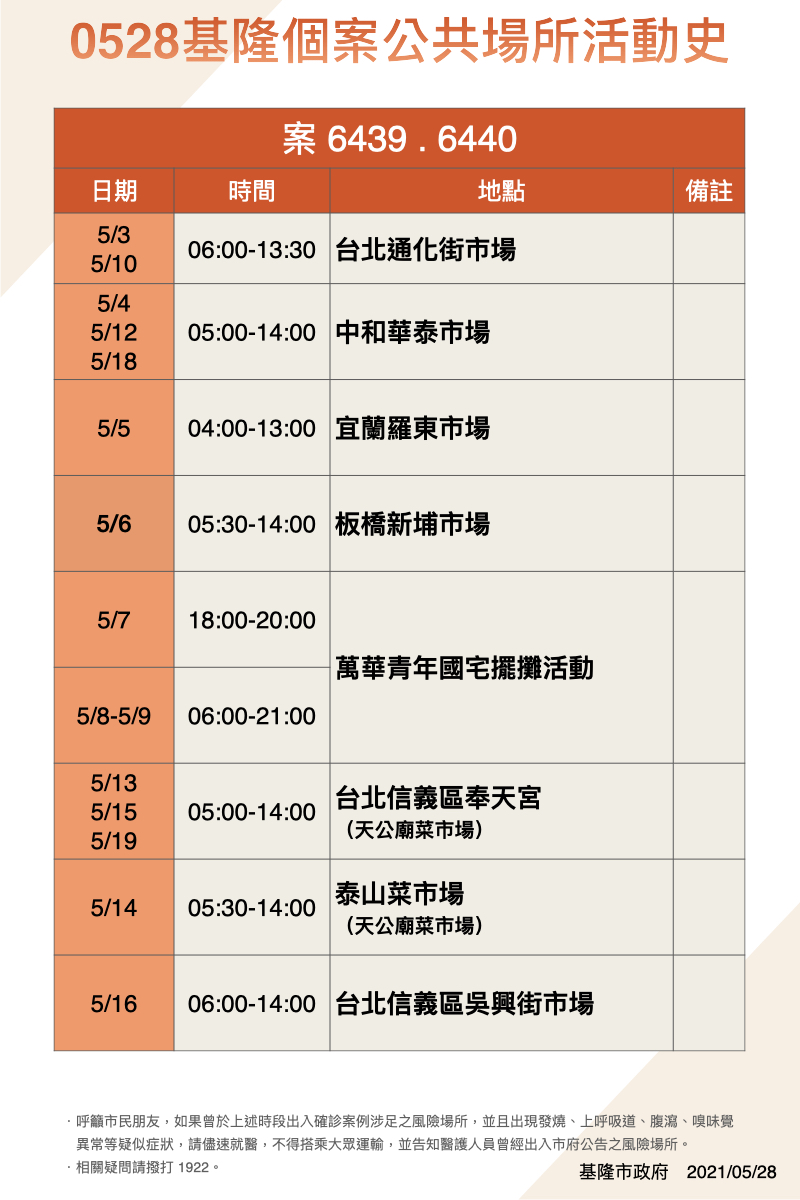 0528基隆個案公共場所活動史
案 6439 . 6440
日期 時間 地點 備註
5/3
5/10
06:00-13:30 台北通化街市場
5/4
5/12
5/18
05:00-14:00 中和華泰市場
5/5 04:00-13:00 宜蘭羅東市場
5/6 05:30-14:00 板橋新埔市場
5/7 18:00-20:00
萬華青年國宅擺攤活動
5/8-5/9 06:00-21:00
5/13
5/15
5/19
05:00-14:00
台北信義區奉天宮
（天公廟菜市場）
5/14 05:30-14:00
泰山菜市場
（天公廟菜市場）
5/16 06:00-14:00 台北信義區吳興街市場
· 呼籲市民朋友，如果曾於上述時段出入確診案例涉足之風險場所，並且出現發燒、上呼吸道、腹瀉、嗅味覺
異常等疑似症狀，請儘速就醫，不得搭乘大眾運輸，並告知醫護人員曾經出入市府公告之風險場所。
· 相關疑問請撥打 1922。
基隆市政府 2021/05/28